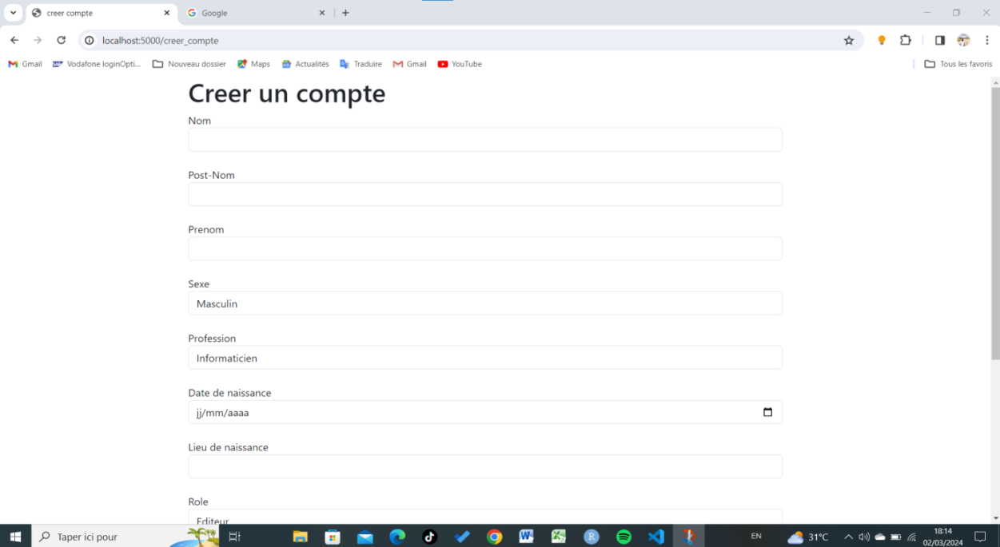 creer compte
Google
localhost:5000/creer_compte
Gmail Vodafone loginOpti... Nouveau dossier Maps Actualités Traduire Gmail YouTube Tous les favoris
Creer un compte
Nom
Post-Nom
Prenom
Sexe
Masculin
Profession
Informaticien
Date de naissance
jj/mm/aaaa
Lieu de naissance
Role
Editeur
Taper ici pour
EN
31°C
18:14
02/03/2024